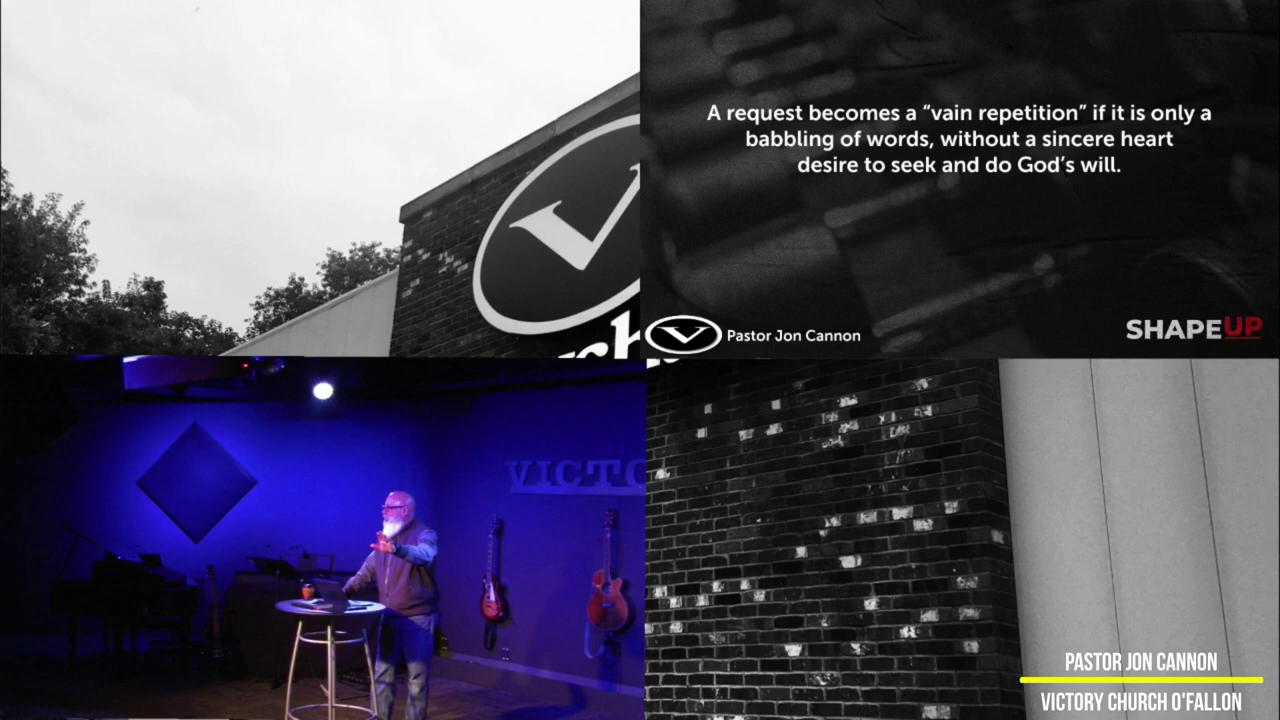 A request becomes a “vain repetition” if it is only a
babbling of words, without a sincere heart
desire to seek and do God’s will.
V
Pastor Jon Cannon
SHAPEUP
VICTO
PASTOR JON CANNON
VICTORY CHURCH O'FALLON